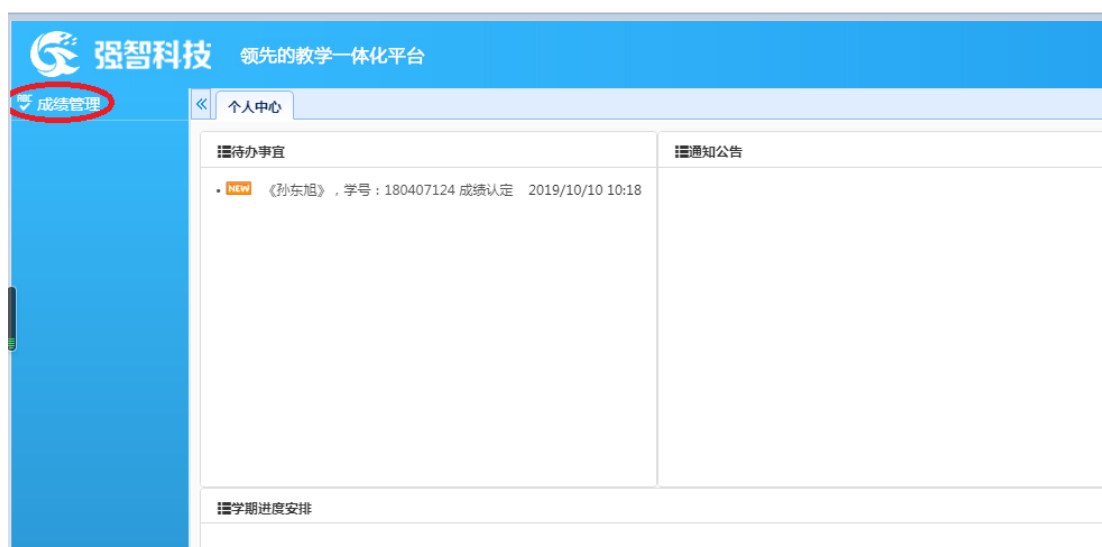 强智科技 领先的教学一体化平台
成绩管理
个人中心
待办事宜
NEW 《孙东旭》，学号：180407124 成绩认定 2019/10/10 10:18
通知公告
学期进度安排